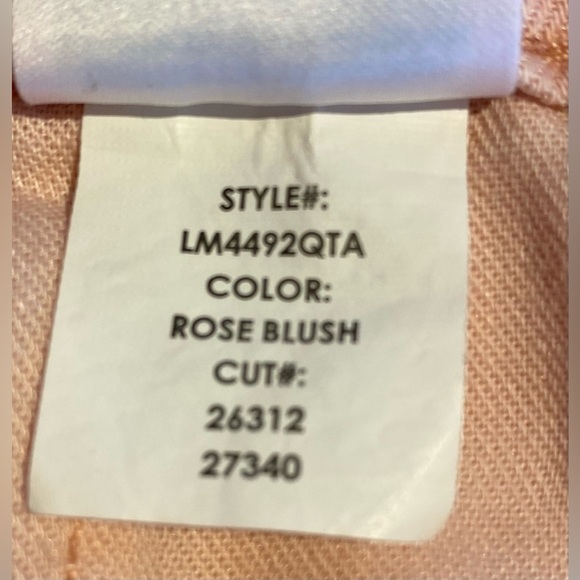 STYLE#:
LM4492QTA
COLOR:
ROSE BLUSH
CUT#:
26312
27340